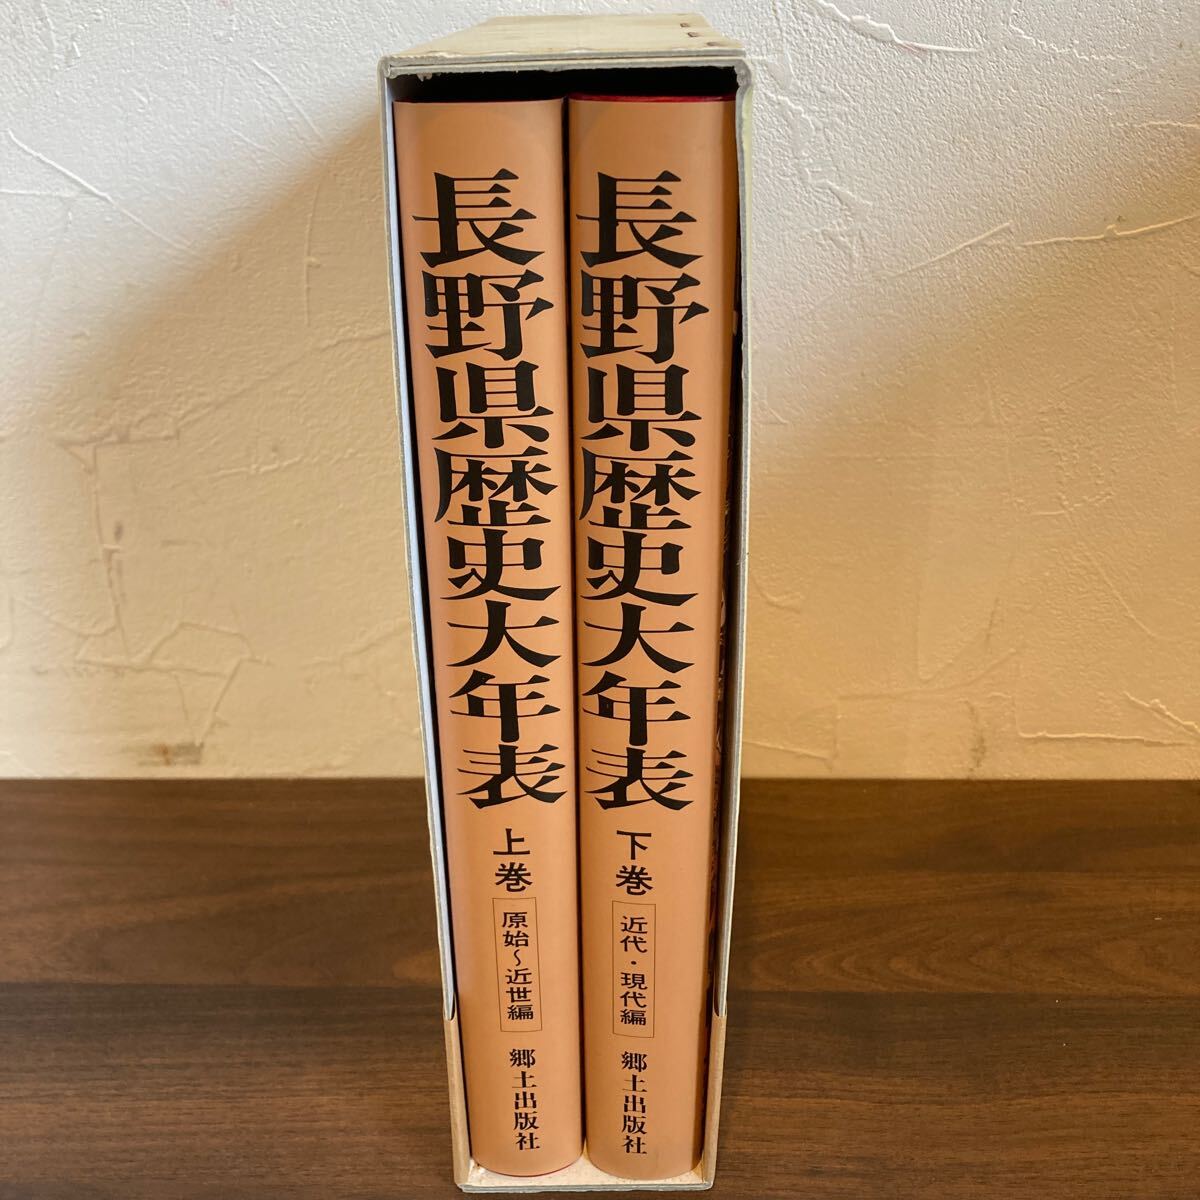 長野県歴史大年表
上巻
原始〜近世編
郷土出版社
長野県歴史大年表
下巻
近代・現代編
郷土出版社